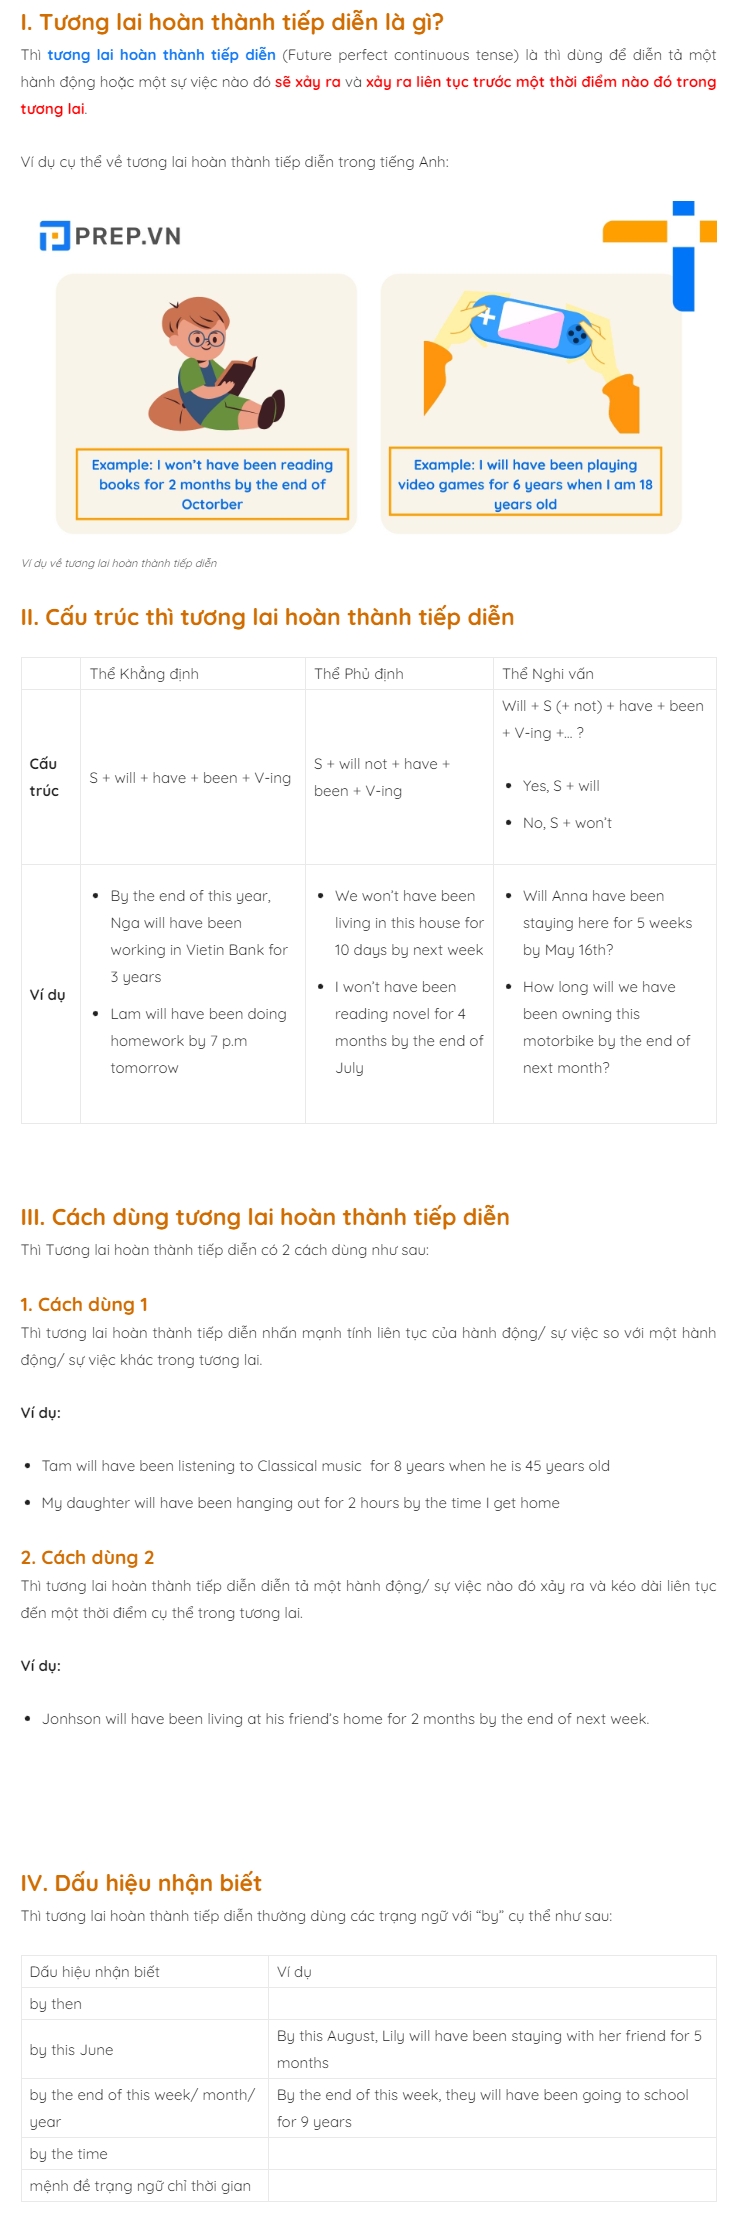 I. Tương lai hoàn thành tiếp diễn là gì?
Thì tương lai hoàn thành tiếp diễn (Future perfect continuous tense) là thì dùng để diễn tả một
hành động hoặc một sự việc nào đó sẽ xảy ra và xảy ra liên tục trước một thời điểm nào đó trong
tương lai.
Ví dụ cụ thể về tương lai hoàn thành tiếp diễn trong tiếng Anh:
PREP.VN
Example: I won't have been reading
books for 2 months by the end of
Octorber
Example: I will have been playing
video games for 6 years when I am 18
years old
Ví dụ về tương lai hoàn thành tiếp diễn
II. Cấu trúc thì tương lai hoàn thành tiếp diễn
Thể Khẳng định
Thể Phủ định
Thể Nghi vấn
Cấu
trúc
S + will + have + been + V-ing
S + will not + have +
been + V-ing
Will + S (+ not) + have + been
+ V-ing +… ?
Yes, S + will
No, S + won't
Ví dụ
By the end of this year,
Nga will have been
working in Vietin Bank for
3 years
Lam will have been doing
homework by 7 p.m
tomorrow
We won't have been
living in this house for
10 days by next week
I won't have been
reading novel for 4
months by the end of
July
Will Anna have been
staying here for 5 weeks
by May 16th?
How long will we have
been owning this
motorbike by the end of
next month?
III. Cách dùng tương lai hoàn thành tiếp diễn
Thì Tương lai hoàn thành tiếp diễn có 2 cách dùng như sau:
1. Cách dùng 1
Thì tương lai hoàn thành tiếp diễn nhấn mạnh tính liên tục của hành động/ sự việc so với một hành
động/ sự việc khác trong tương lai.
Ví dụ:
Tam will have been listening to Classical music  for 8 years when he is 45 years old
My daughter will have been hanging out for 2 hours by the time I get home
2. Cách dùng 2
Thì tương lai hoàn thành tiếp diễn diễn tả một hành động/ sự việc nào đó xảy ra và kéo dài liên tục
đến một thời điểm cụ thể trong tương lai.
Ví dụ:
Jonhson will have been living at his friend's home for 2 months by the end of next week.
IV. Dấu hiệu nhận biết
Thì tương lai hoàn thành tiếp diễn thường dùng các trạng ngữ với “by” cụ thể như sau:
Dấu hiệu nhận biết
Ví dụ
by then
by this June
By this August, Lily will have been staying with her friend for 5
months
by the end of this week/ month/
year
By the end of this week, they will have been going to school
for 9 years
by the time
mệnh đề trạng ngữ chỉ thời gian